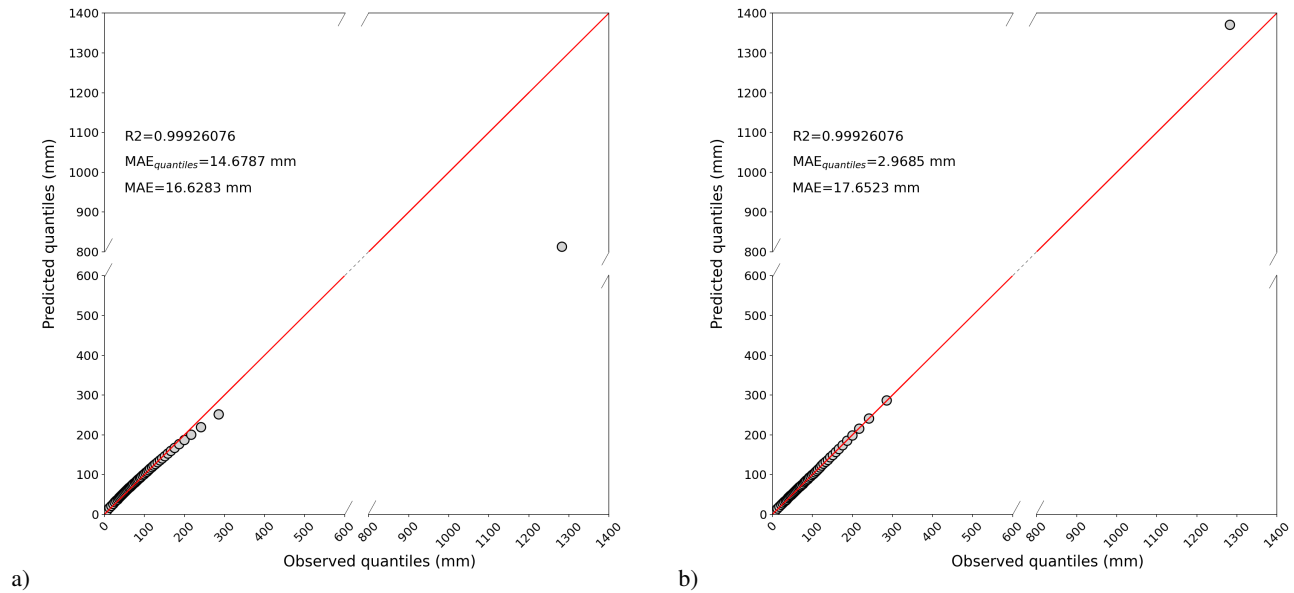 1400
1300
1200
1100
1000
900
800
600
500
400
300
200
100
0
Predicted quantiles (mm)
R2=0.99926076
MAEquantiles=14.6787 mm
MAE=16.6283 mm
0 100 200 300 400 500 600 800 900 1000 1100 1200 1300 1400
Observed quantiles (mm)
a)
1400
1300
1200
1100
1000
900
800
600
500
400
300
200
100
0
Predicted quantiles (mm)
R2=0.99926076
MAEquantiles=2.9685 mm
MAE=17.6523 mm
0 100 200 300 400 500 600 800 900 1000 1100 1200 1300 1400
Observed quantiles (mm)
b)